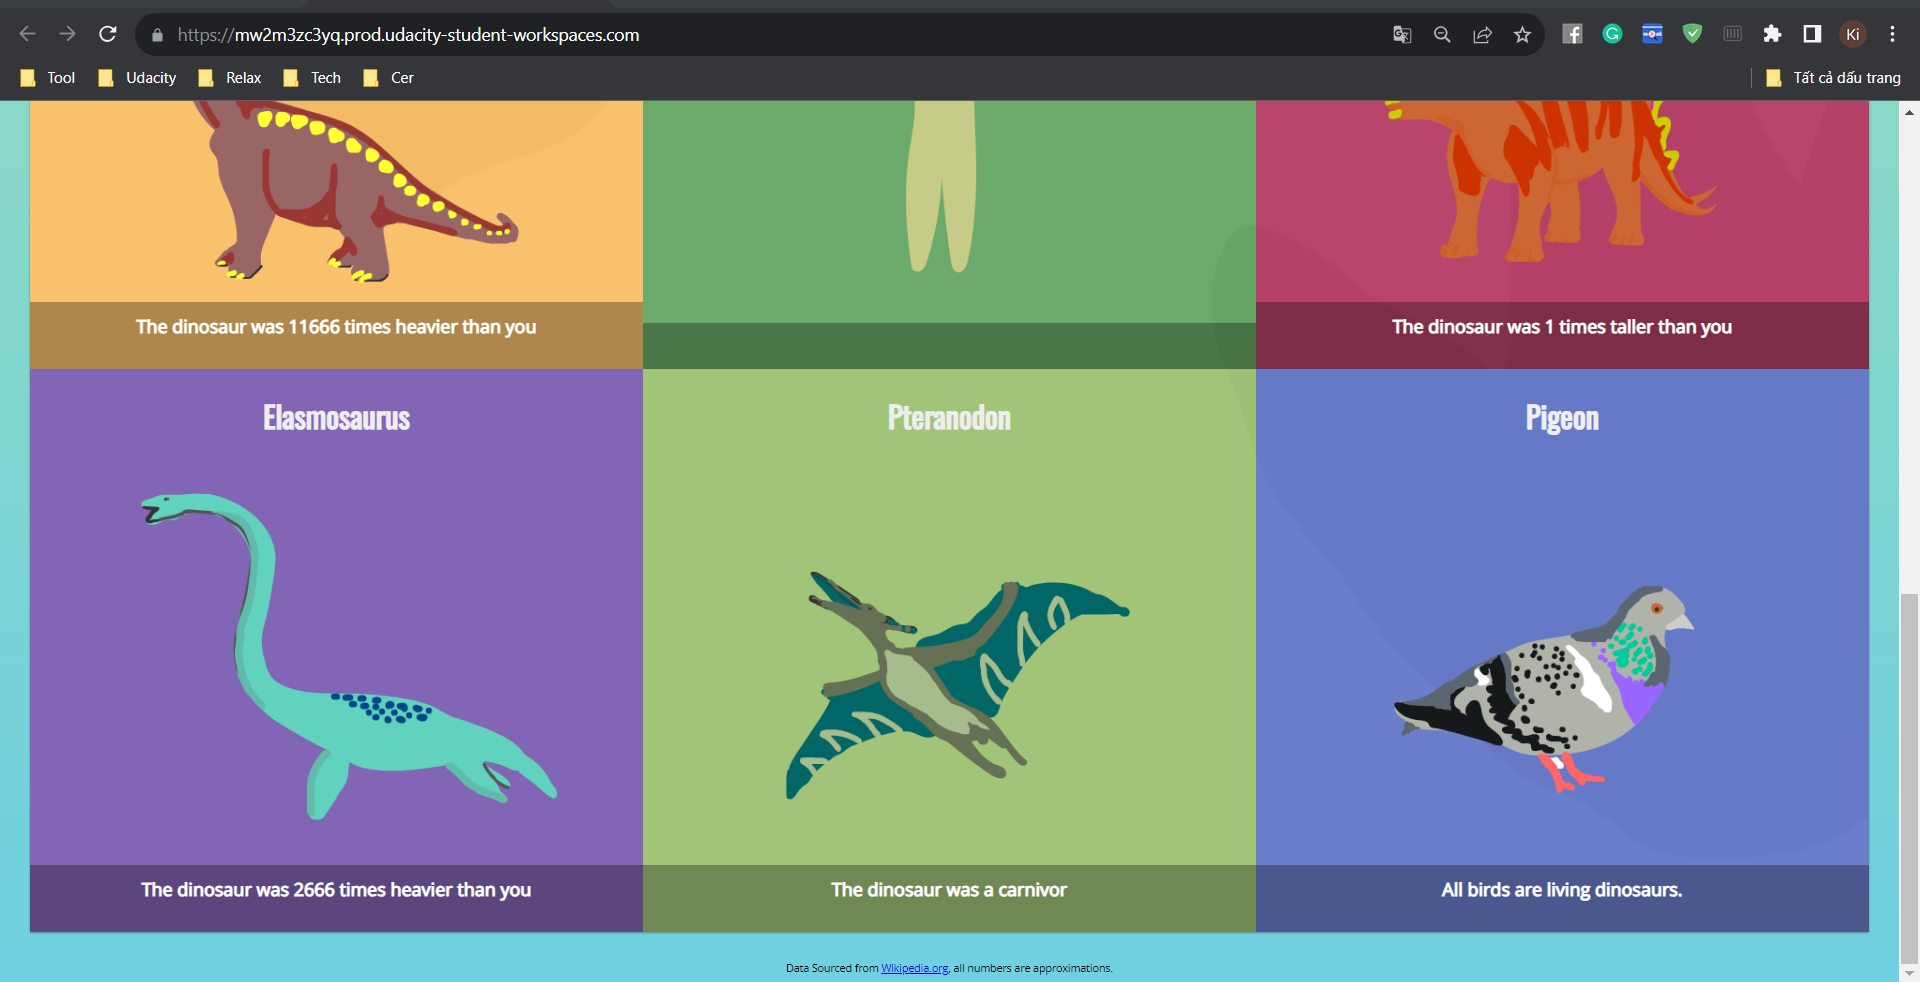 https://mw2m3zc3yq.prod.udacity-student-workspaces.com
Ki
Tool Udacity Relax Tech Cer Tất cả dấu trang
The dinosaur was 11666 times heavier than you
The dinosaur was 1 times taller than you
Elasmosaurus
Pteranodon
Pigeon
The dinosaur was 2666 times heavier than you
The dinosaur was a carnivor
All birds are living dinosaurs.
Data Sourced from Wikipedia.org, all numbers are approximations.